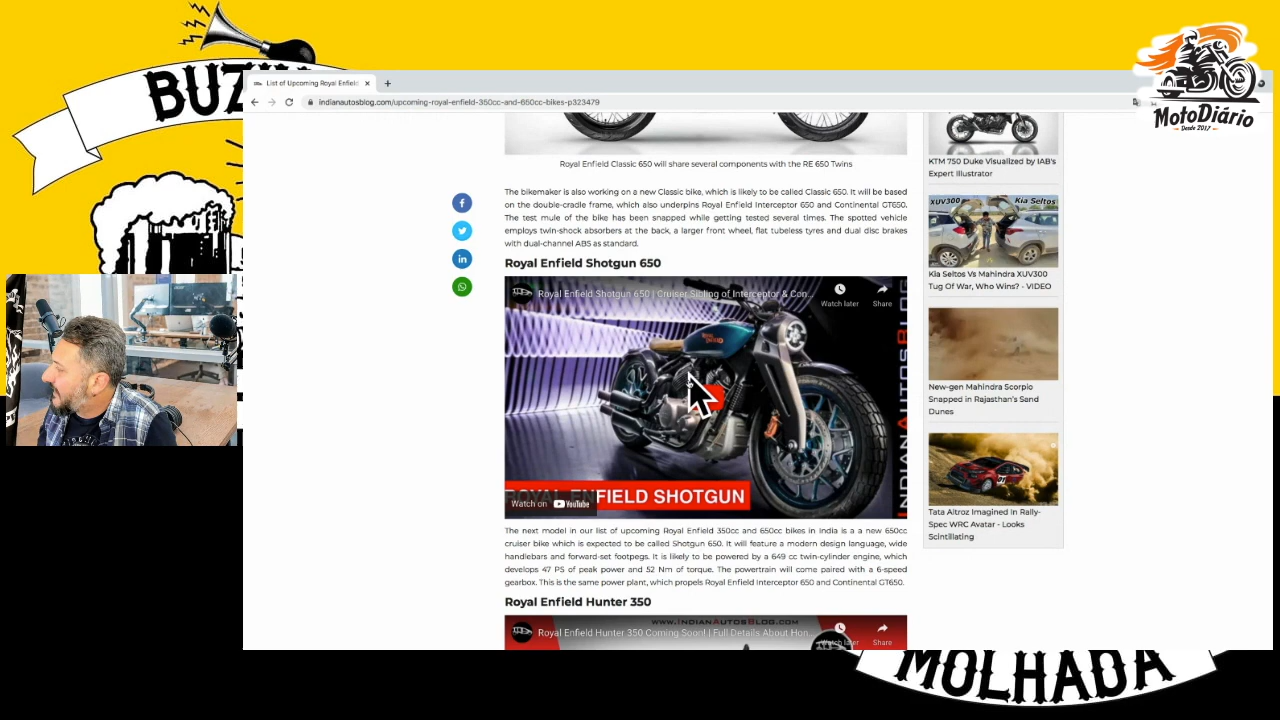 BUZI
MotoDiário
Desde 2017
List of Upcoming Royal Enfield
indianautosblog.com/upcoming-royal-enfield-350cc-and-650cc-bikes-p323479
Royal Enfield Classic 650 will share several components with the RE 650 Twins
The bikemaker is also working on a new Classic bike, which is likely to be called Classic 650. It will be based
on the double-cradle frame, which also underpins Royal Enfield Interceptor 650 and Continental GT650.
The test mule of the bike has been snapped while getting tested several times. The spotted vehicle
employs twin-shock absorbers at the back, a larger front wheel, flat tubeless tyres and dual disc brakes
with dual-channel ABS as standard.
Royal Enfield Shotgun 650
Royal Enfield Shotgun 650 | Cruiser Sibling of Interceptor & Con...
Watch later
Share
INDIANAUTOSBLOG
ROYAL ENFIELD SHOTGUN
Watch on YouTube
The next model in our list of upcoming Royal Enfield 350cc and 650cc bikes in India is a a new 650cc
cruiser bike which is expected to be called Shotgun 650. It will feature a modern design language, wide
handlebars and forward-set footpegs. It is likely to be powered by a 649 cc twin-cylinder engine, which
develops 47 PS of peak power and 52 Nm of torque. The powertrain will come paired with a 6-speed
gearbox. This is the same power plant, which propels Royal Enfield Interceptor 650 and Continental GT650.
Royal Enfield Hunter 350
WWW.INDIANAUTOSBLOG.COM
Royal Enfield Hunter 350 Coming Soon! | Full Details About Hon...
Watch later
Share
KTM 750 Duke Visualized by IAB's
Expert Illustrator
XUV300
Kia Seltos
Kia Seltos Vs Mahindra XUV300
Tug Of War, Who Wins? - VIDEO
New-gen Mahindra Scorpio
Snapped in Rajasthan's Sand
Dunes
Tata Altroz Imagined In Rally-
Spec WRC Avatar - Looks
Scintillating
MOLHADA